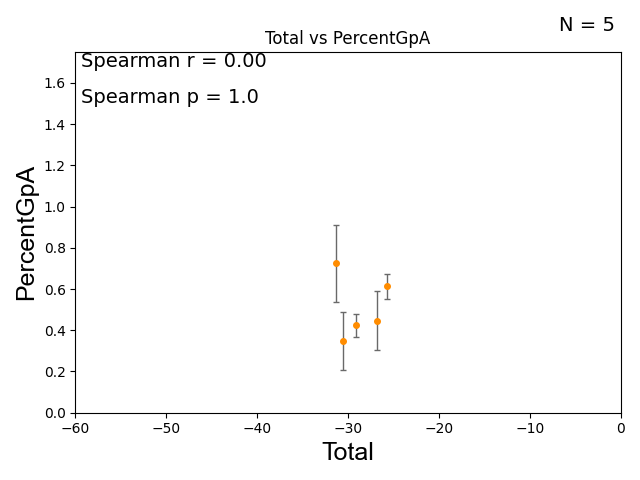 N = 5
Total vs PercentGpA
Spearman r = 0.00
Spearman p = 1.0
PercentGpA
1.6
1.4
1.2
1.0
0.8
0.6
0.4
0.2
0.0
−60 −50 −40 −30 −20 −10 0
Total